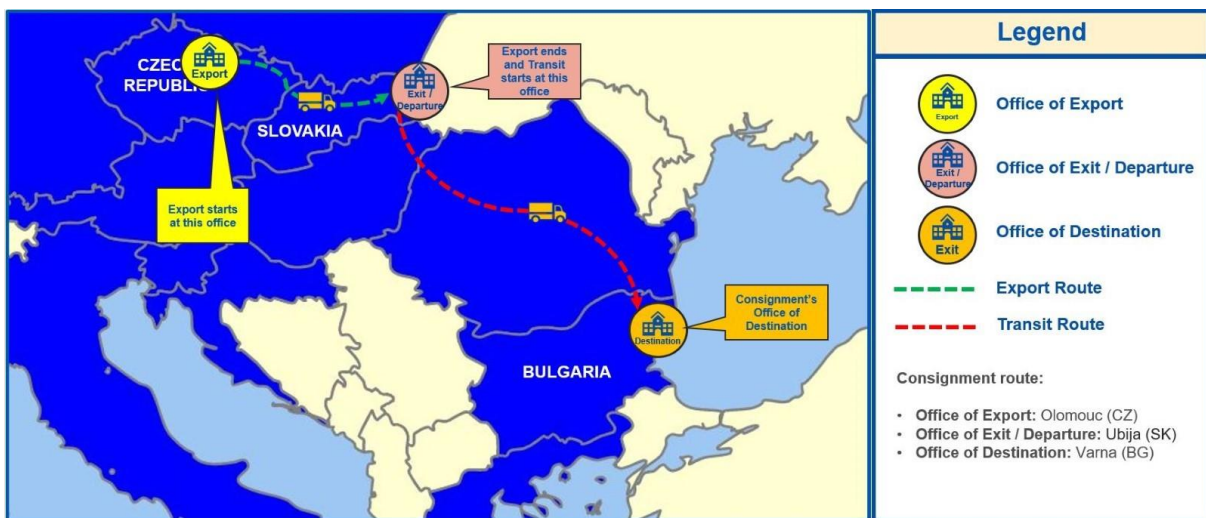 CZEC
REPUBLIC
Export
Exit /
Departure
Export ends
and Transit
starts at this
office
SLOVAKIA
Export starts
at this office
Consignment's
Office of
Destination
Destination
BULGARIA
Legend
Export
Office of Export
Exit /
Departure
Office of Exit / Departure
Exit
Office of Destination
Export Route
Transit Route
Consignment route:
• Office of Export: Olomouc (CZ)
• Office of Exit / Departure: Ubija (SK)
• Office of Destination: Varna (BG)